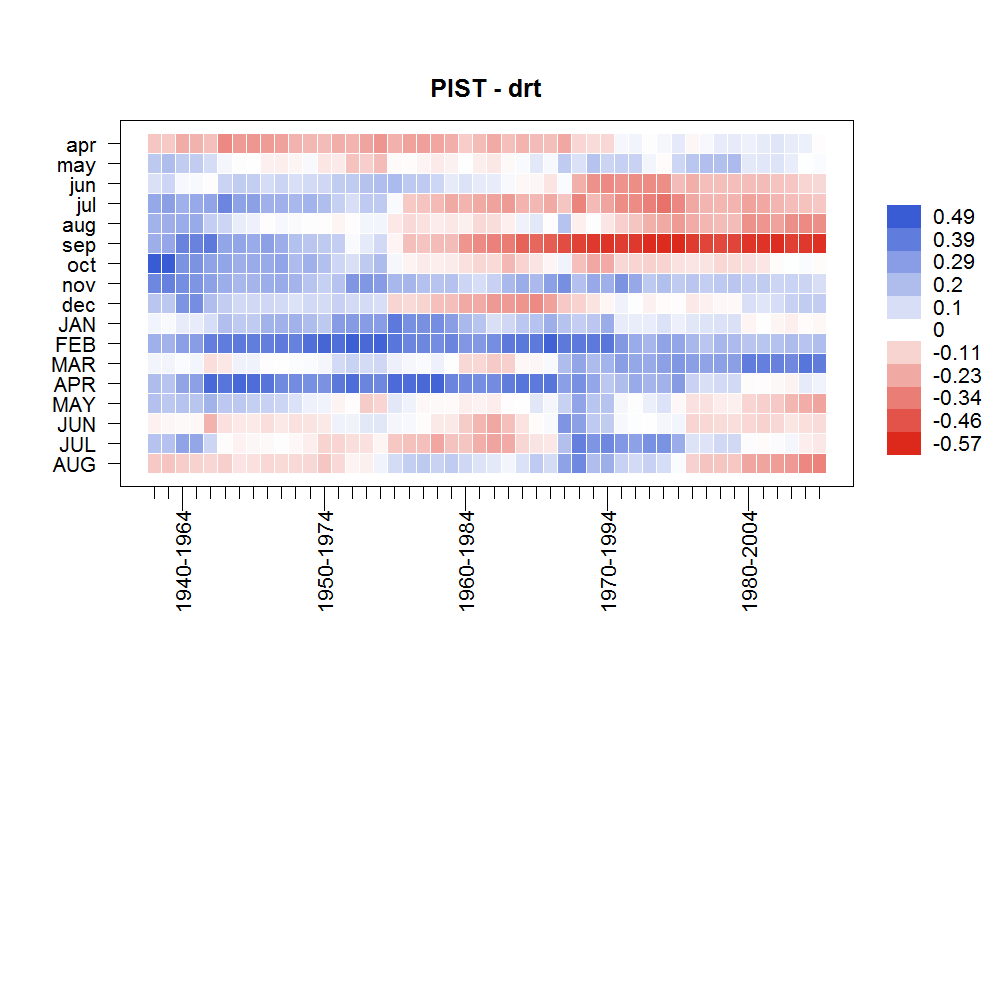 PIST - drt
apr
may
jun
jul
aug
sep
oct
nov
dec
JAN
FEB
MAR
APR
MAY
JUN
JUL
AUG
0.49
0.39
0.29
0.2
0.1
0
-0.11
-0.23
-0.34
-0.46
-0.57
1940-1964
1950-1974
1960-1984
1970-1994
1980-2004